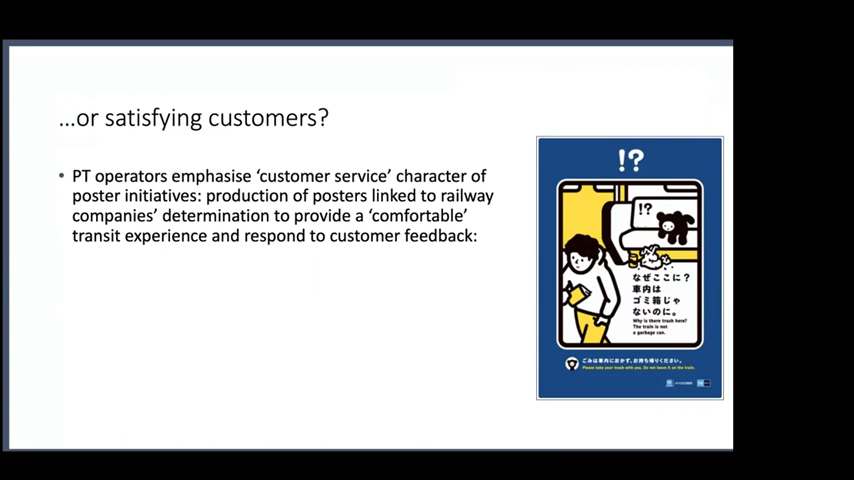 …or satisfying customers?
• PT operators emphasise ‘customer service’ character of
poster initiatives: production of posters linked to railway
companies’ determination to provide a ‘comfortable’
transit experience and respond to customer feedback:
!?
!?
なぜここに？
車内は
ゴミ箱じゃ
ないのに。
Why is there trash here?
The train is not
a garbage can.
ごみは車内におかず、お持ち帰りください。
Please take your trash with you. Do not leave it on the train.